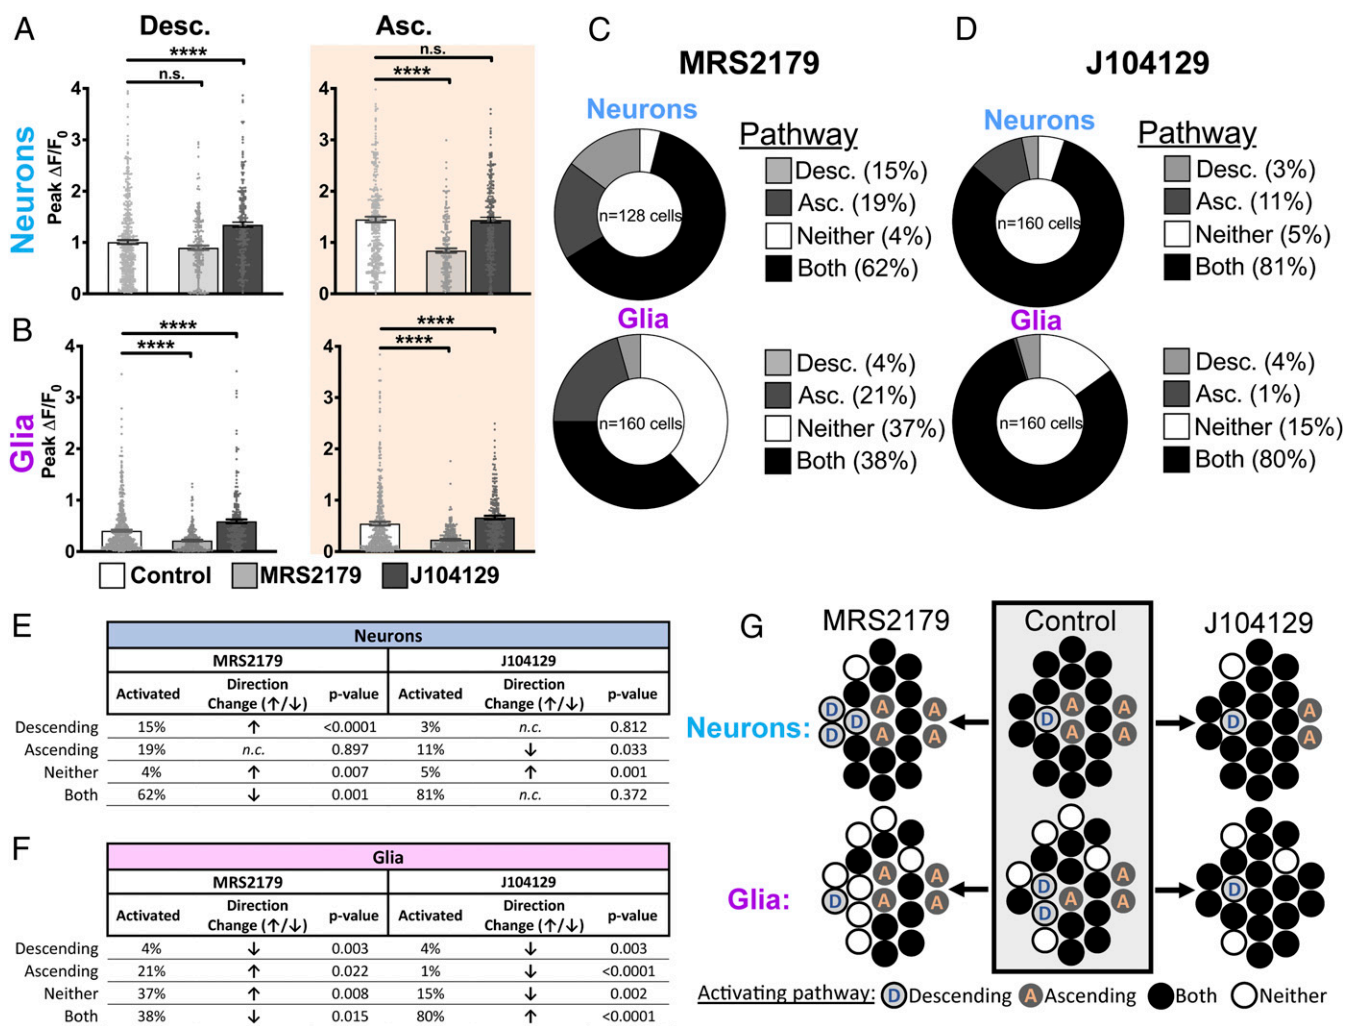 A
Desc.
Asc.
Neurons
Peak ΔF/F0
****
n.s.
4
3
2
1
0
n.s.
****
4
3
2
1
0
B
Glia
Peak ΔF/F0
****
****
4
3
2
1
0
****
****
4
3
2
1
0
Control
MRS2179
J104129
C
MRS2179
Neurons
n=128 cells
Pathway
Desc. (15%)
Asc. (19%)
Neither (4%)
Both (62%)
Glia
n=160 cells
Desc. (4%)
Asc. (21%)
Neither (37%)
Both (38%)
D
J104129
Neurons
n=160 cells
Pathway
Desc. (3%)
Asc. (11%)
Neither (5%)
Both (81%)
Glia
n=160 cells
Desc. (4%)
Asc. (1%)
Neither (15%)
Both (80%)
E
Neurons
MRS2179 J104129
Activated Direction Change (↑/↓) p-value Activated Direction Change (↑/↓) p-value
Descending 15% ↑ <0.0001 3% n.c. 0.812
Ascending 19% n.c. 0.897 11% ↓ 0.033
Neither 4% ↑ 0.007 5% ↑ 0.001
Both 62% ↓ 0.001 81% n.c. 0.372
F
Glia
MRS2179 J104129
Activated Direction Change (↑/↓) p-value Activated Direction Change (↑/↓) p-value
Descending 4% ↓ 0.003 4% ↓ 0.003
Ascending 21% ↑ 0.022 1% ↓ <0.0001
Neither 37% ↑ 0.008 15% ↓ 0.002
Both 38% ↓ 0.015 80% ↑ <0.0001
G
MRS2179 Control J104129
Neurons:
D D D A A A A
D A A A A
D A A
Glia:
D A A A A
D D A A A A
D
Activating pathway: D Descending A Ascending Both Neither